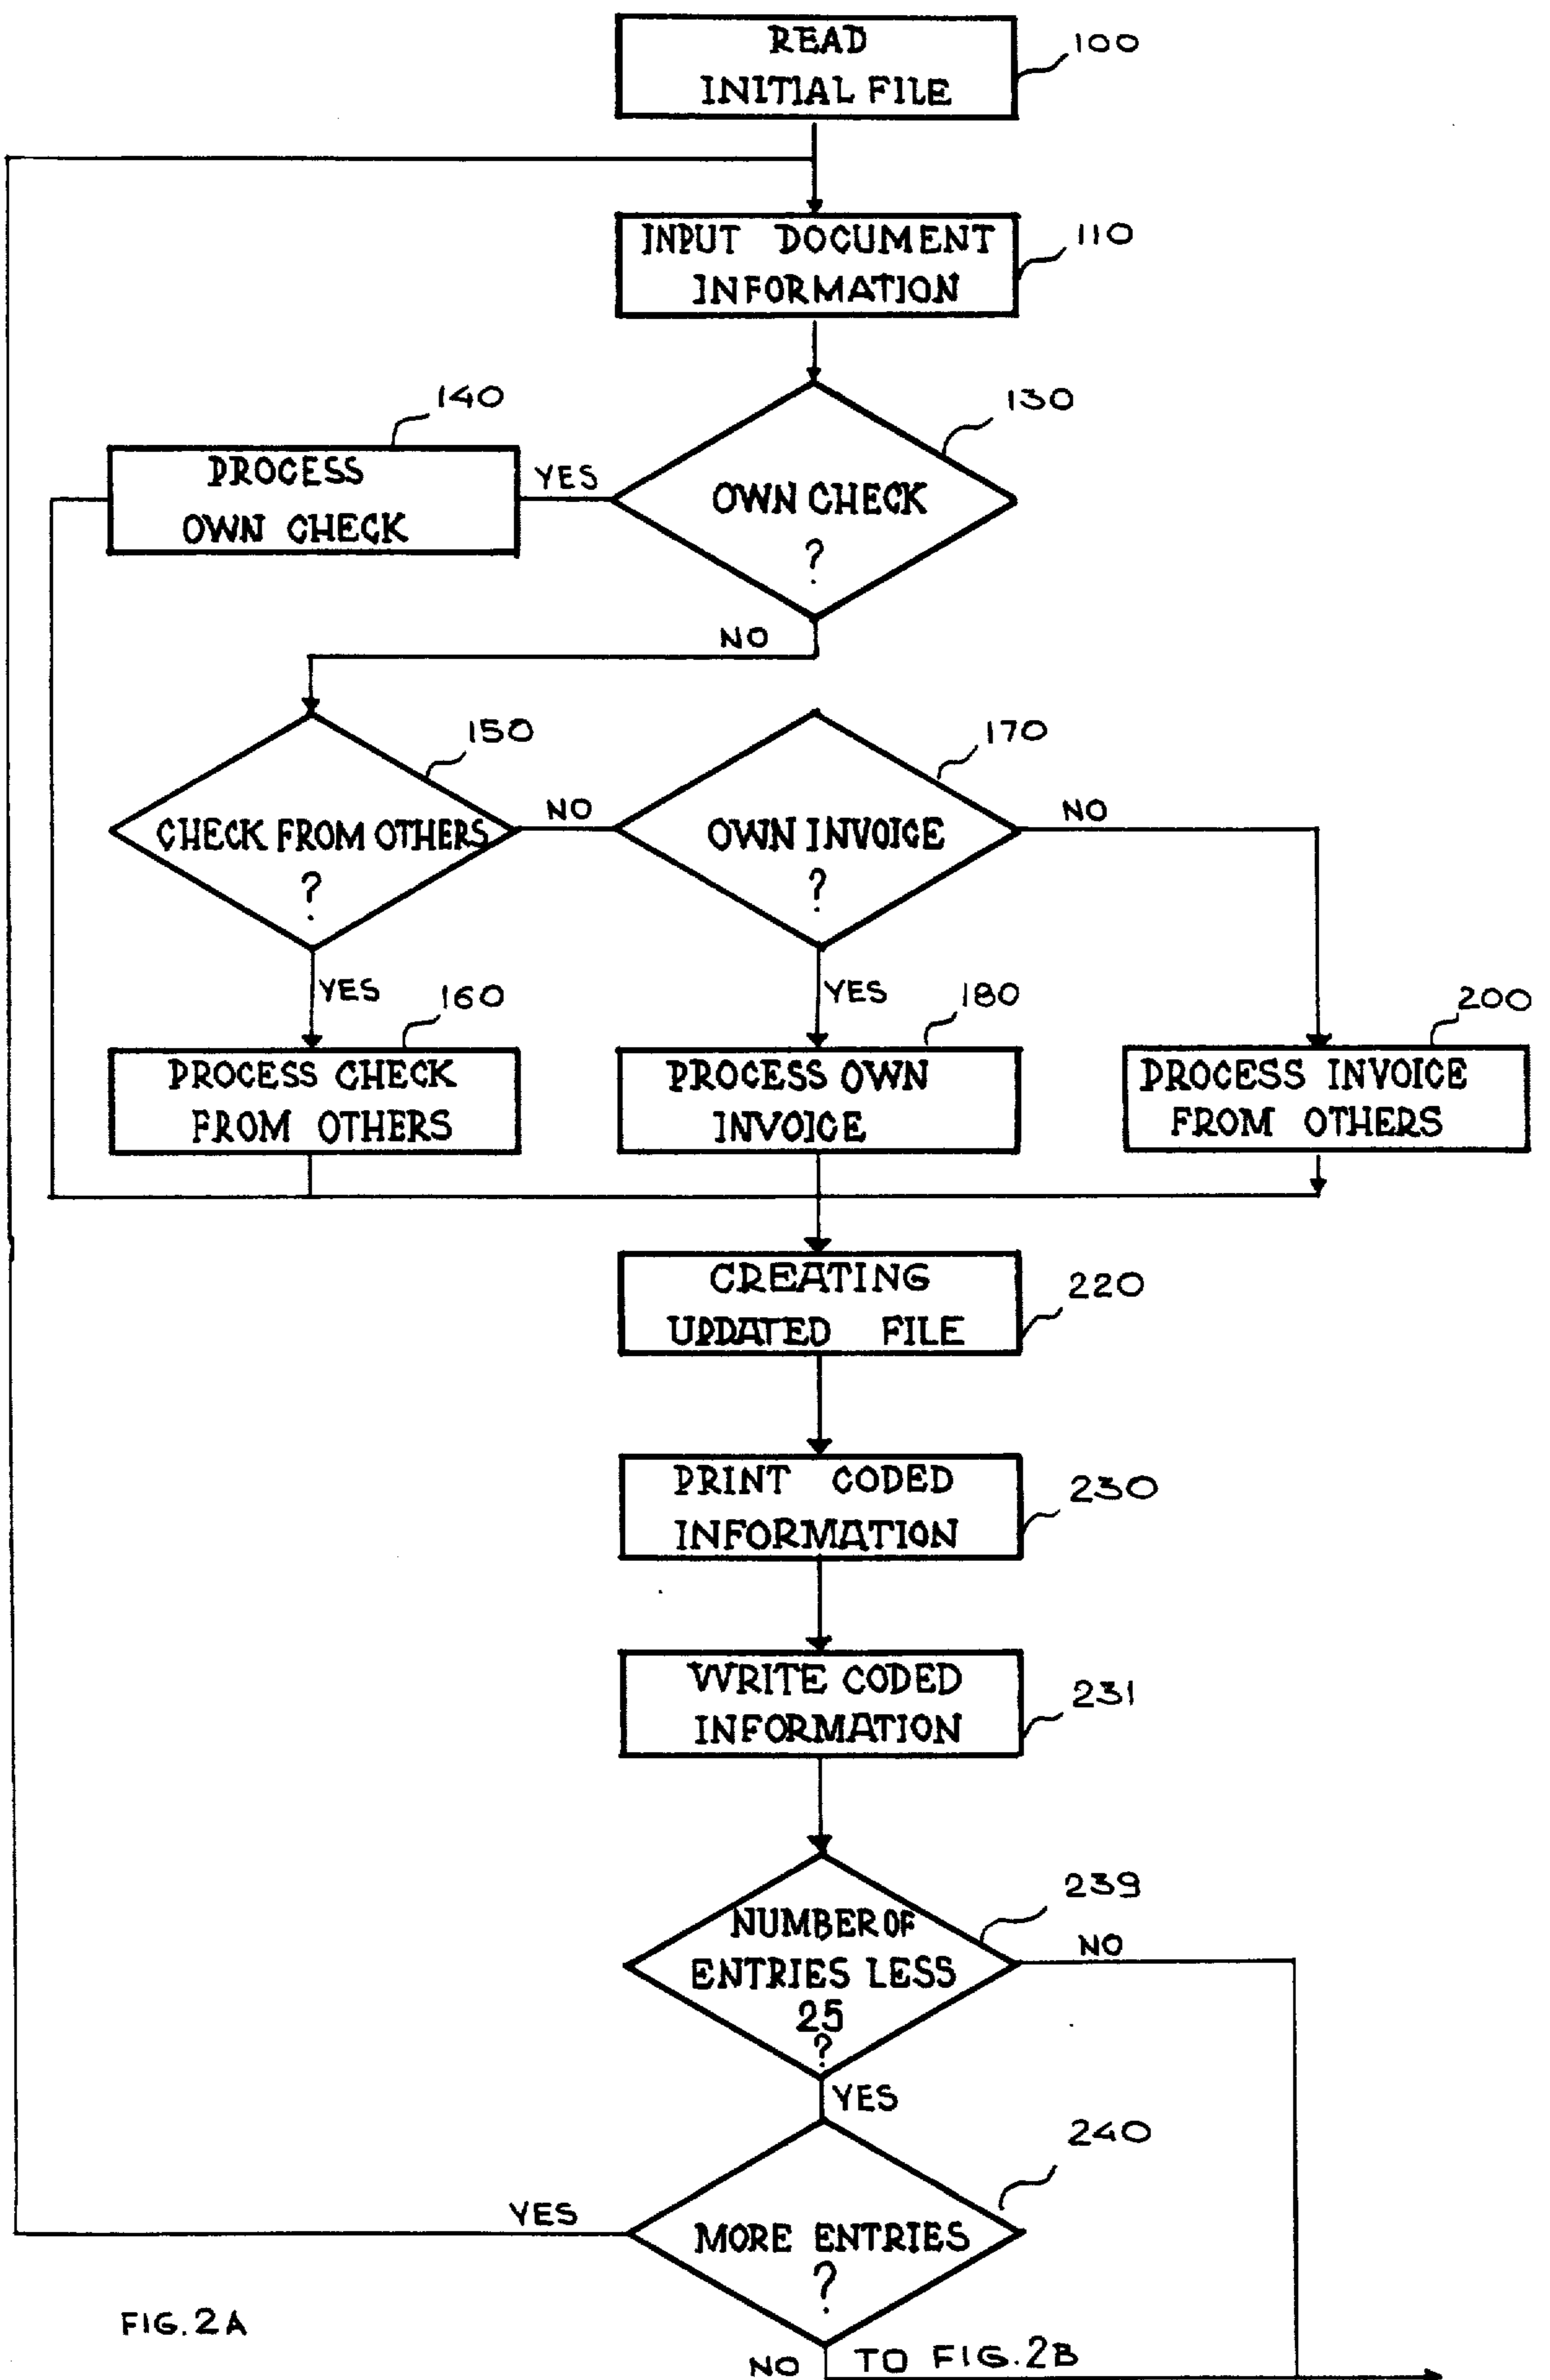 READ
INITIAL FILE
100
INPUT DOCUMENT
INFORMATION
110
140
130
PROCESS
OWN CHECK
YES
OWN CHECK
?
NO
150
170
CHECK FROM OTHERS
?
NO
OWN INVOICE
?
NO
YES
160
YES
180
200
PROCESS CHECK
FROM OTHERS
PROCESS OWN
INVOICE
PROCESS INVOICE
FROM OTHERS
CREATING
UPDATED FILE
220
PRINT CODED
INFORMATION
230
WRITE CODED
INFORMATION
231
239
NUMBER OF
ENTRIES LESS
25
?
NO
YES
240
YES
MORE ENTRIES
?
FIG. 2A
NO
TO FIG. 2B